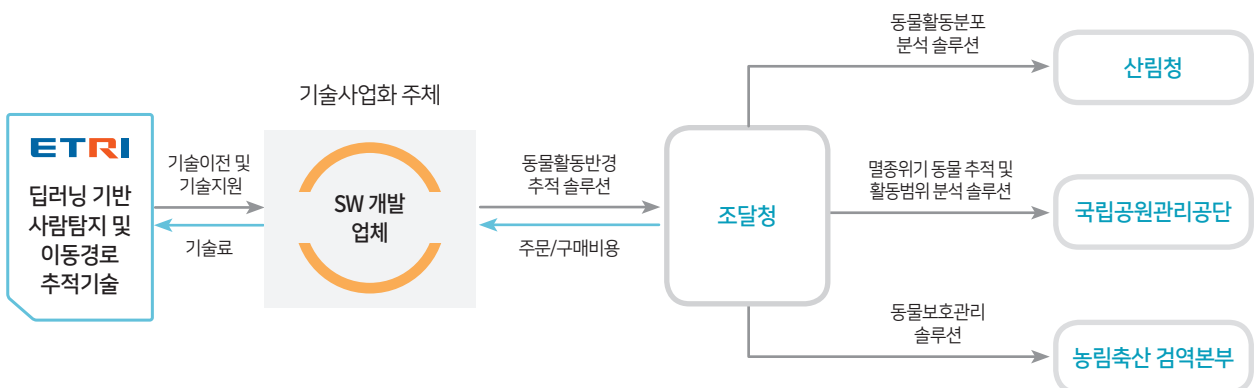 ETRI
딥러닝 기반
사람탐지 및
이동경로
추적기술
기술이전 및
기술지원
기술료
기술사업화 주체
SW 개발
업체
동물활동반경
추적 솔루션
주문/구매비용
조달청
동물활동분포
분석 솔루션
산림청
멸종위기 동물 추적 및
활동범위 분석 솔루션
국립공원관리공단
동물보호관리
솔루션
농림축산 검역본부